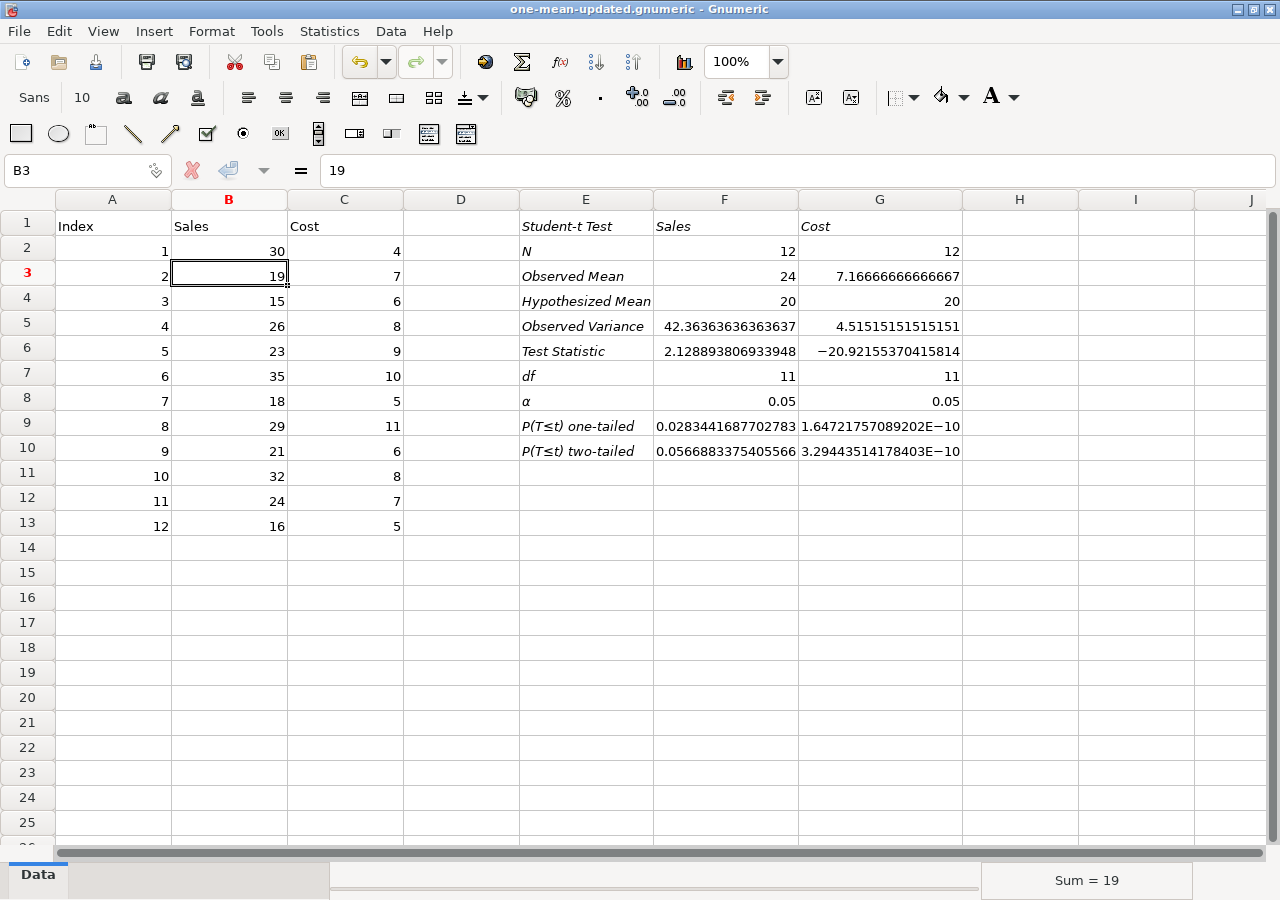 one-mean-updated.gnumeric - Gnumeric
File Edit View Insert Format Tools Statistics Data Help
f(x) 100%
Sans 10 a a a % +0.00 .00 -.0 A A A
OK
B3 = 19
A B C D E F G H I J
1 Index Sales Cost Student-t Test Sales Cost
2 1 30 4 N 12 12
3 2 19 7 Observed Mean 24 7.16666666666667
4 3 15 6 Hypothesized Mean 20 20
5 4 26 8 Observed Variance 42.36363636363637 4.51515151515151
6 5 23 9 Test Statistic 2.128893806933948 −20.92155370415814
7 6 35 10 df 11 11
8 7 18 5 α 0.05 0.05
9 8 29 11 P(T≤t) one-tailed 0.0283441687702783 1.64721757089202E−10
10 9 21 6 P(T≤t) two-tailed 0.0566883375405566 3.29443514178403E−10
11 10 32 8
12 11 24 7
13 12 16 5
14
15
16
17
18
19
20
21
22
23
24
25
26
Data Sum = 19